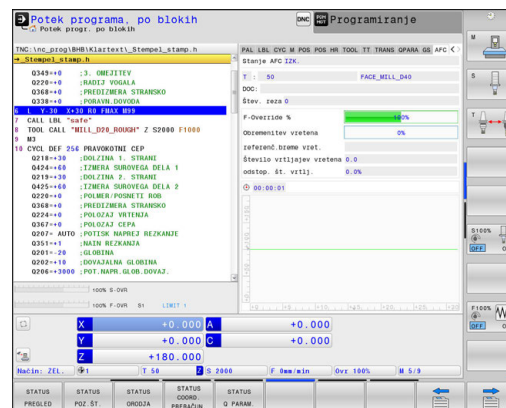 Potek programa, po blokih
Potek progr. po blokih
DNC
Programiranje
TNC:\nc_prog\BHB\Klartext\_Stempel_stamp.h
→_Stempel_stamp.h
Q349=+0 ;3. OMEJITEV
Q220=+0 ;RADIJ VOGALA
Q368=+0 ;PREDIZMERA STRANSKO
Q338=+0 ;PORAVN.DOVODA
6 L Y-30 X+30 R0 FMAX M99
7 CALL LBL "safe"
8 TOOL CALL "MILL_D20_ROUGH" Z S2000 F1000
9 M3
10 CYCL DEF 256 PRAVOKOTNI CEP
Q218=+30 ;DOLZINA 1. STRANI
Q424=+60 ;IZMERA SUROVEGA DELA 1
Q219=+30 ;DOLZINA 2. STRANI
Q425=+60 ;IZMERA SUROVEGA DELA 2
Q220=+0 ;POLMER/POSNETI ROB
Q368=+0 ;PREDIZMERA STRANSKO
Q224=+0 ;POLOZAJ VRTENJA
Q367=+0 ;POLOZAJ CEPA
Q207= AUTO ;POTISK NAPREJ REZKANJE
Q351=+1 ;NAIN REZKANJA
Q201=-20 ;GLOBINA
Q202=+10 ;DOVAJALNA GLOBINA
Q206=+3000 ;POT.NAPR.GLOB.DOVAJ.
100% S-OVR
100% F-OVR S1 LIMIT 1
PAL LBL CYC M POS POS HR TOOL TT TRANS QPARA GS AFC
Stanje AFC IZK.
T : 50 FACE_MILL_D40
DOC:
Štev. reza 0
F-Override % 100%
Obremenitev vretena 0%
referenč.breme vret.
Število vrtljajev vretena 0.0
odstop. št. vrtlj. 0.0%
00:00:01
X +0.000 A +0.000
Y +0.000 C +0.000
Z +180.000
Način: ZEL. 1 T 50 Z S 2000 F 0mm/min Ovr 100% M 5/9
STATUS PREGLED
STATUS POZ.ŠT.
STATUS ORODJA
STATUS COORD. PRERAČUN
STATUS Q PARAM.
M
S
T
S100%
OFF
F100%
OFF